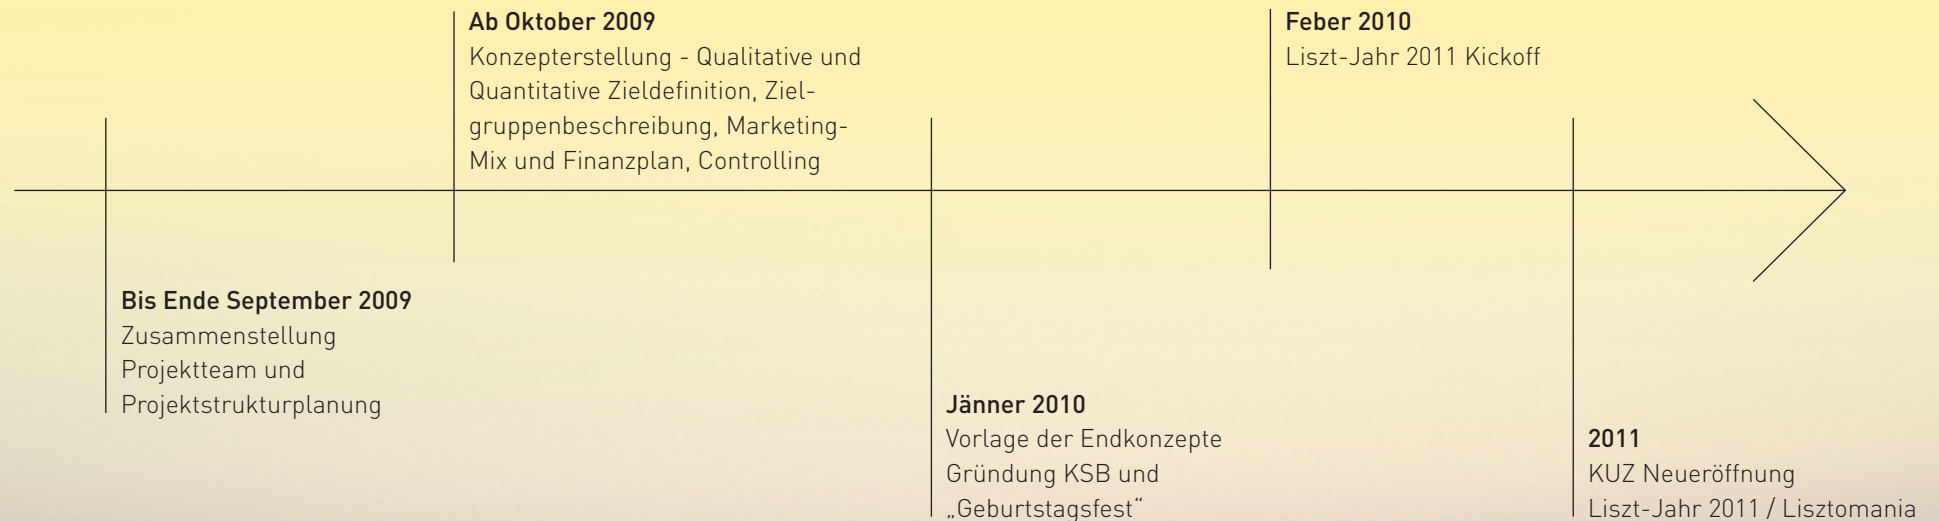 Bis Ende September 2009
Zusammenstellung
Projektteam und
Projektstrukturplanung
Ab Oktober 2009
Konzepterstellung - Qualitative und
Quantitative Zieldefinition, Ziel-
gruppenbeschreibung, Marketing-
Mix und Finanzplan, Controlling
Jänner 2010
Vorlage der Endkonzepte
Gründung KSB und
„Geburtstagsfest“
Feber 2010
Liszt-Jahr 2011 Kickoff
2011
KUZ Neueröffnung
Liszt-Jahr 2011 / Lisztomania